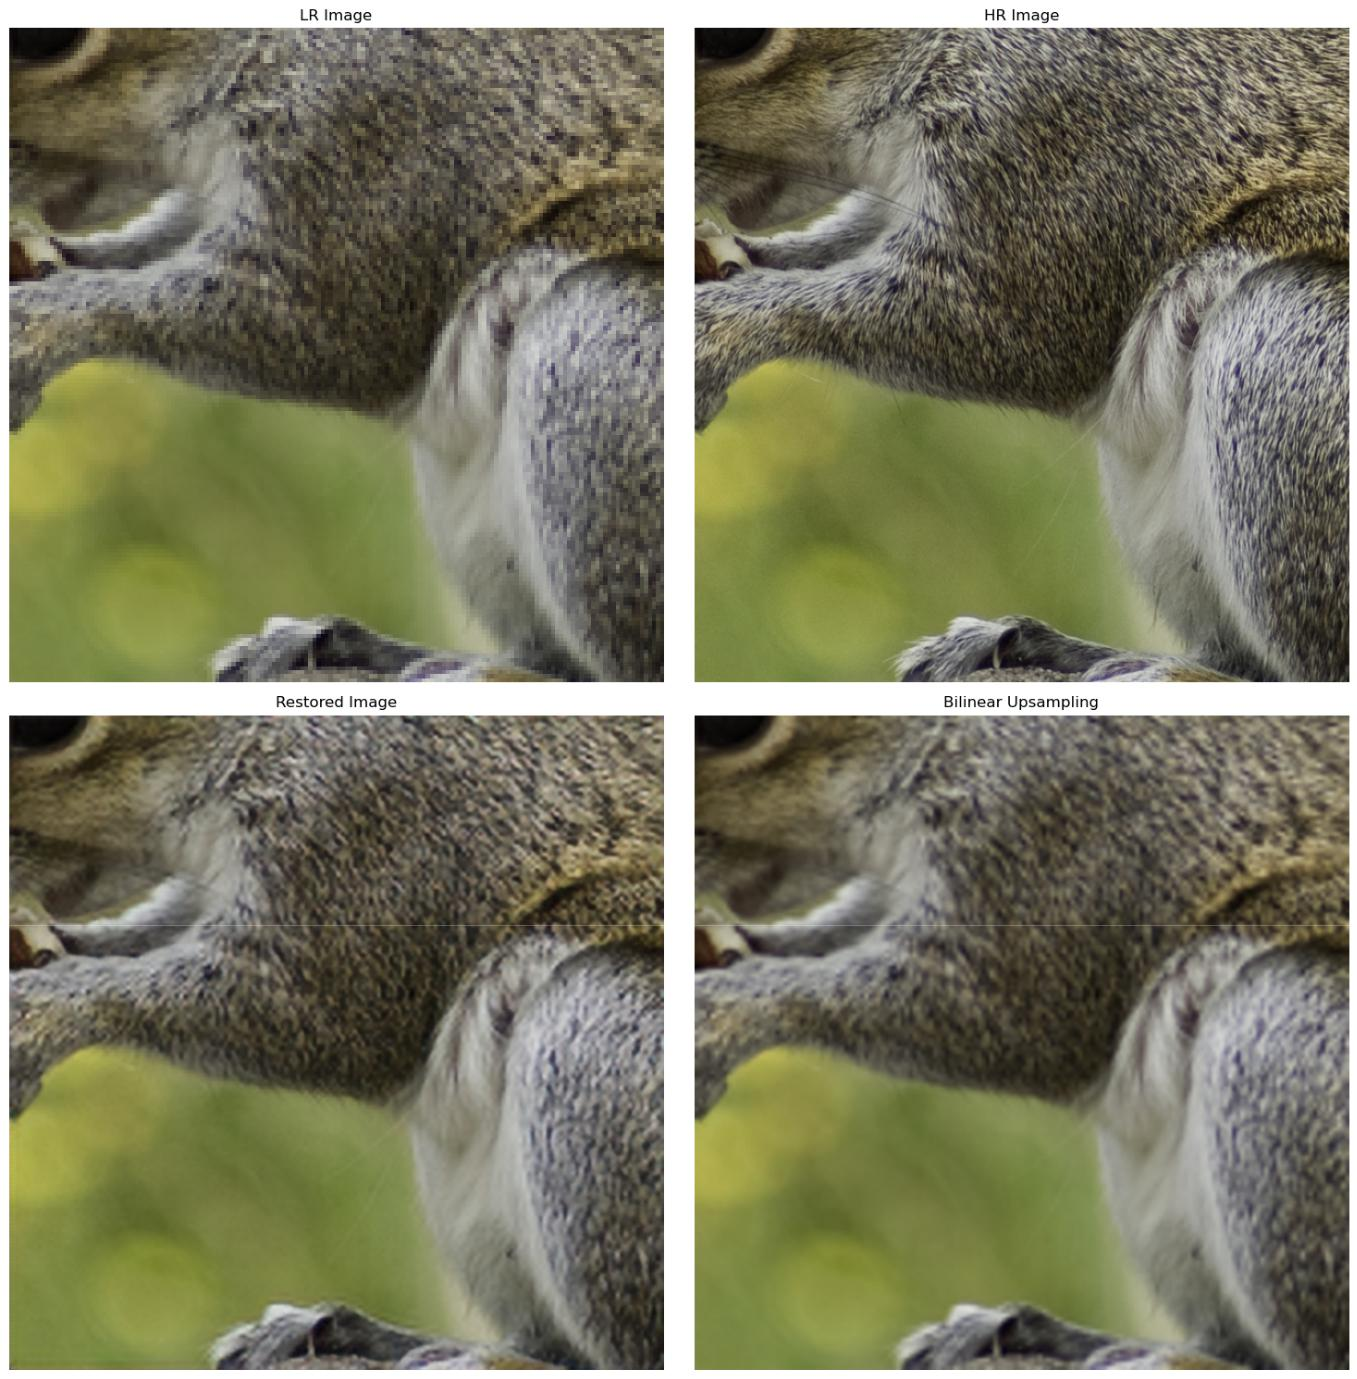 LR Image
HR Image
Restored Image
Bilinear Upsampling